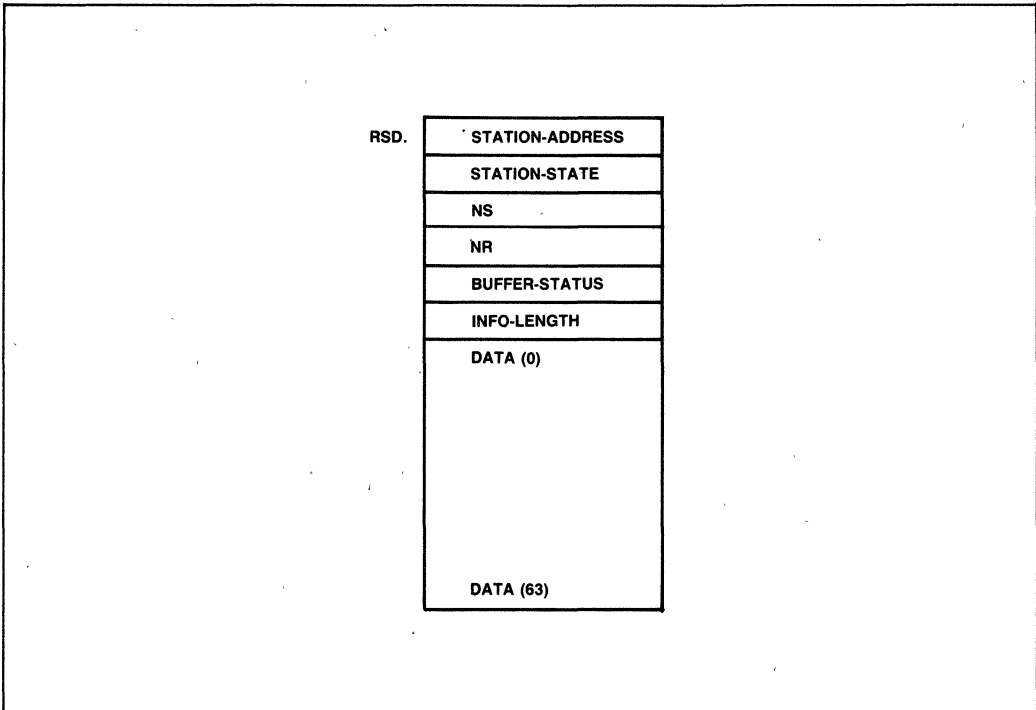 RSD. STATION-ADDRESS
STATION-STATE
NS
NR
BUFFER-STATUS
INFO-LENGTH
DATA (0)
DATA (63)